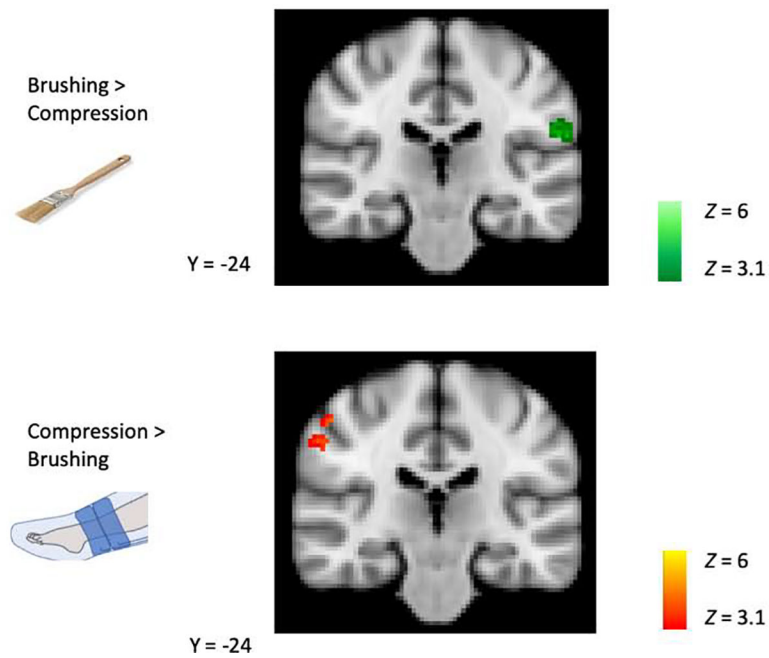 Brushing >
Compression
Y = -24
Z = 6
Z = 3.1
Compression >
Brushing
Y = -24
Z = 6
Z = 3.1